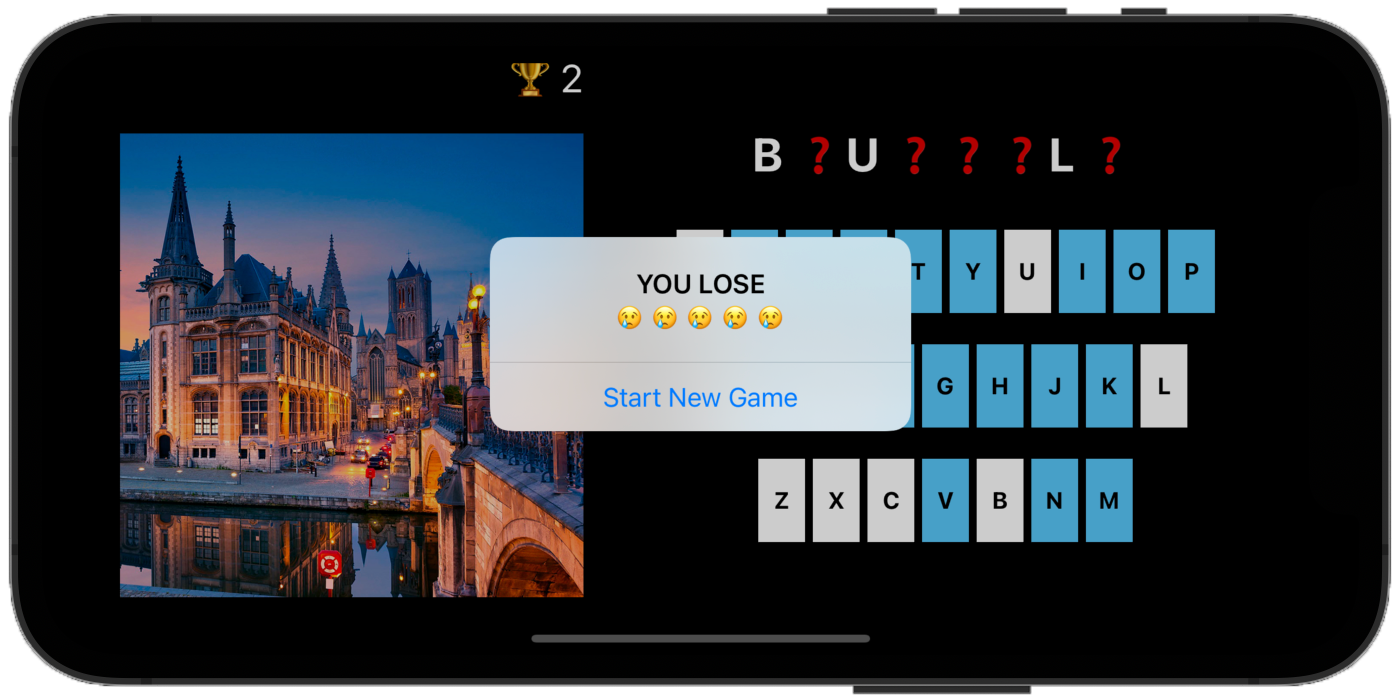 🏆 2
B ? U ? ? ? L ?
YOU LOSE
😢 😢 😢 😢 😢
Start New Game
T Y U I O P
G H J K L
Z X C V B N M